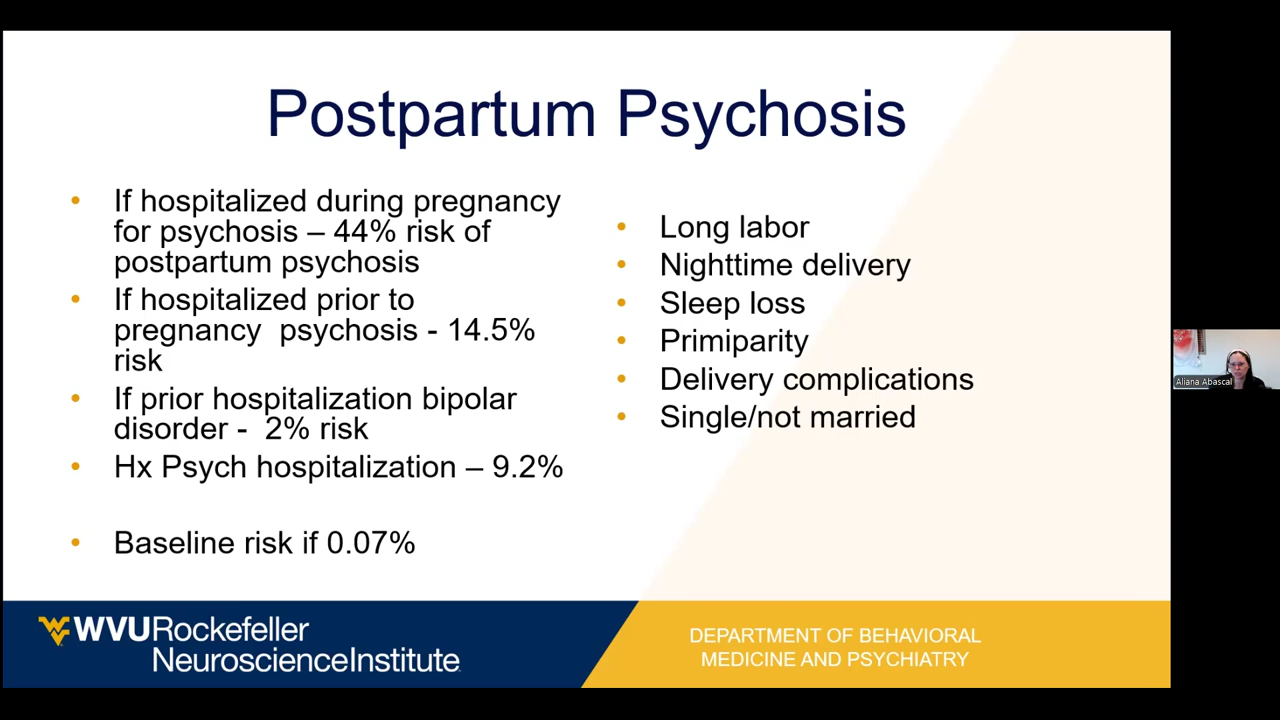 Postpartum Psychosis
• If hospitalized during pregnancy
for psychosis – 44% risk of
postpartum psychosis
• If hospitalized prior to
pregnancy  psychosis - 14.5%
risk
• If prior hospitalization bipolar
disorder -  2% risk
• Hx Psych hospitalization – 9.2%
• Baseline risk if 0.07%
• Long labor
• Nighttime delivery
• Sleep loss
• Primiparity
• Delivery complications
• Single/not married
Aliana Abascal
WVURockefeller
NeuroscienceInstitute
DEPARTMENT OF BEHAVIORAL
MEDICINE AND PSYCHIATRY